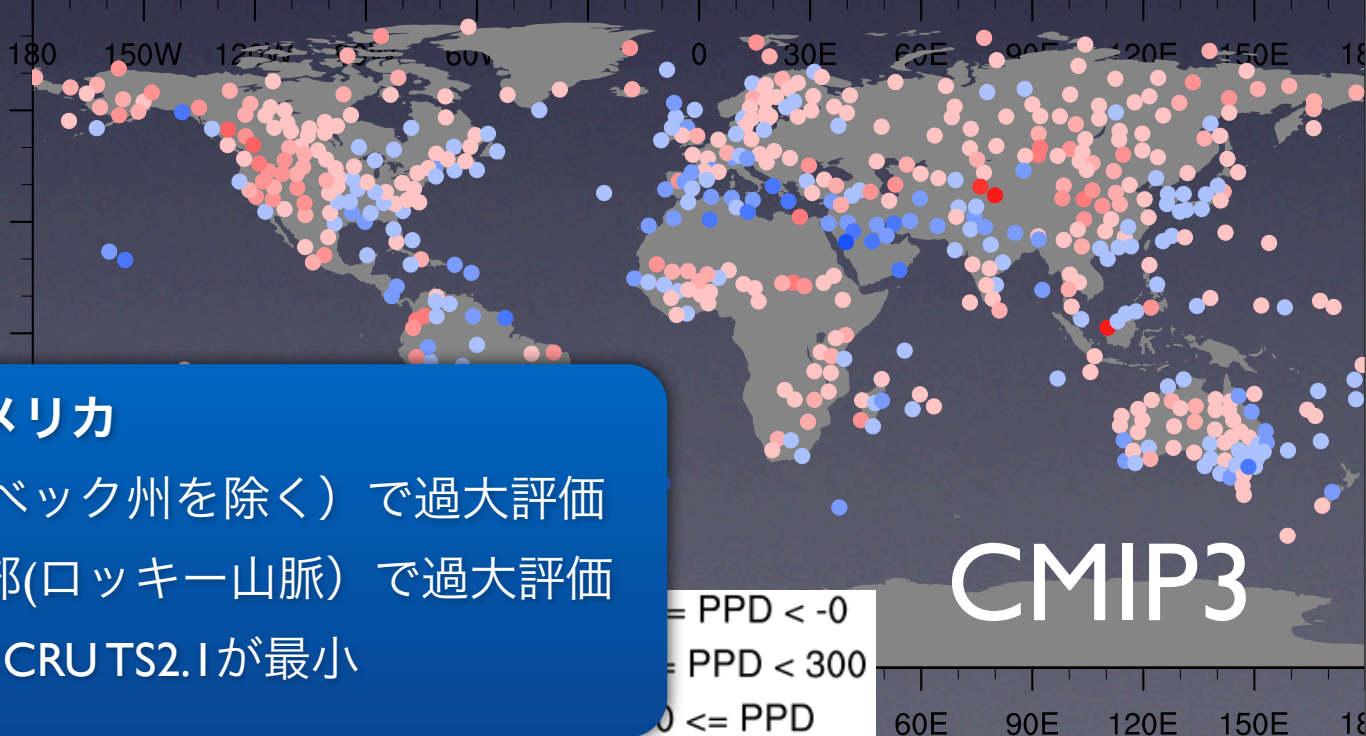 180 150W 120W 90W 60W 0 30E 60E 90E 120E 150E
メリカ
ベック州を除く）で過大評価
部(ロッキー山脈）で過大評価
CRU TS2.1が最小
CMIP3
= PPD < -0
= PPD < 300
0 <= PPD
60E 90E 120E 150E